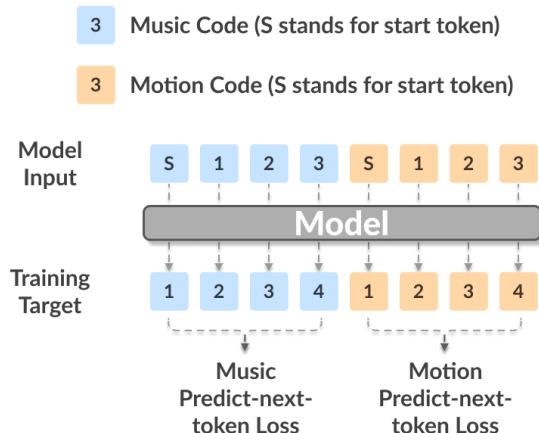 3 Music Code (S stands for start token)
3 Motion Code (S stands for start token)
Model
Input
S 1 2 3 S 1 2 3
Model
Training
Target
1 2 3 4 1 2 3 4
Music
Predict-next-
token Loss
Motion
Predict-next-
token Loss